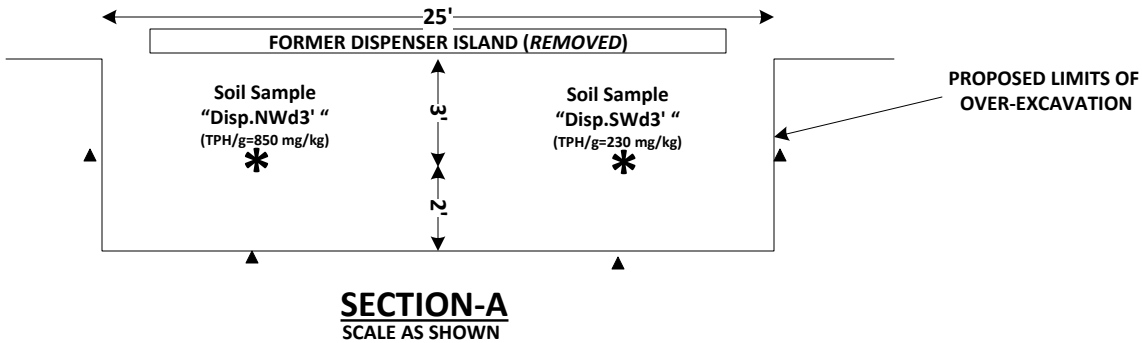 25'
FORMER DISPENSER ISLAND (REMOVED)
Soil Sample
“Disp.NWd3' “
(TPH/g=850 mg/kg)
*
3'
2'
Soil Sample
“Disp.SWd3' “
(TPH/g=230 mg/kg)
*
PROPOSED LIMITS OF
OVER-EXCAVATION
SECTION-A
SCALE AS SHOWN